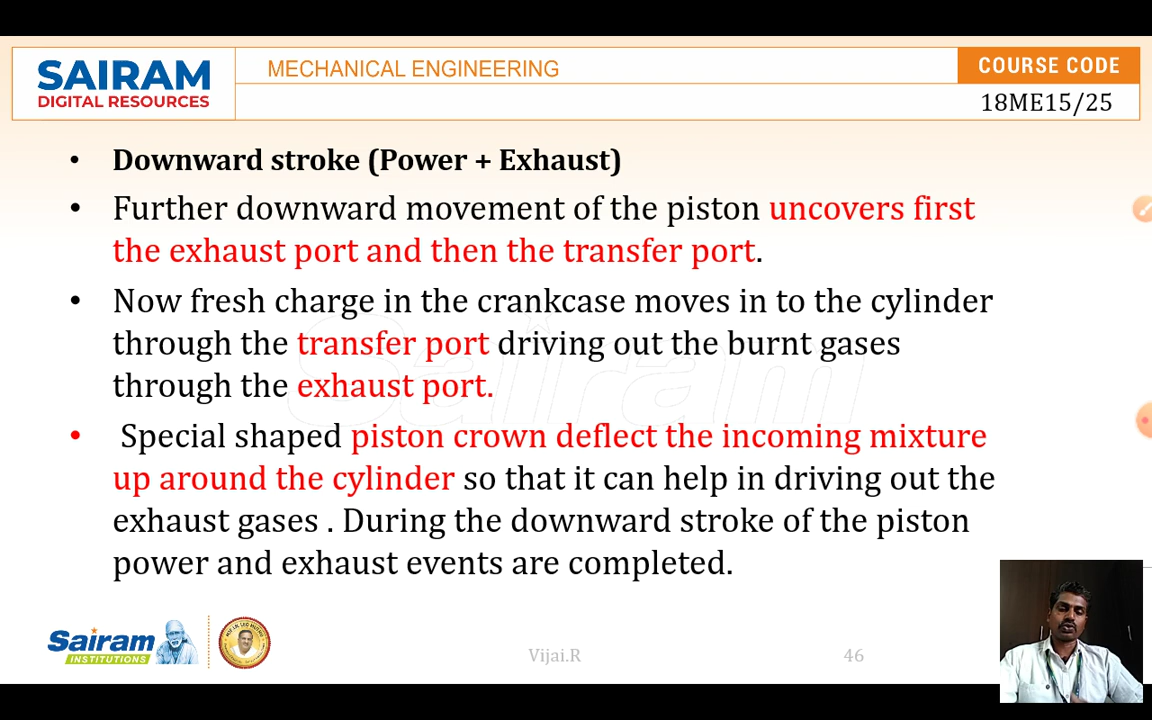 SAIRAM
DIGITAL RESOURCES
MECHANICAL ENGINEERING
COURSE CODE
18ME15/25
• Downward stroke (Power + Exhaust)
• Further downward movement of the piston uncovers first
the exhaust port and then the transfer port.
• Now fresh charge in the crankcase moves in to the cylinder
through the transfer port driving out the burnt gases
through the exhaust port.
• Special shaped piston crown deflect the incoming mixture
up around the cylinder so that it can help in driving out the
exhaust gases . During the downward stroke of the piston
power and exhaust events are completed.
Sairam
Sairam
INSTITUTIONS
Vijai.R
46